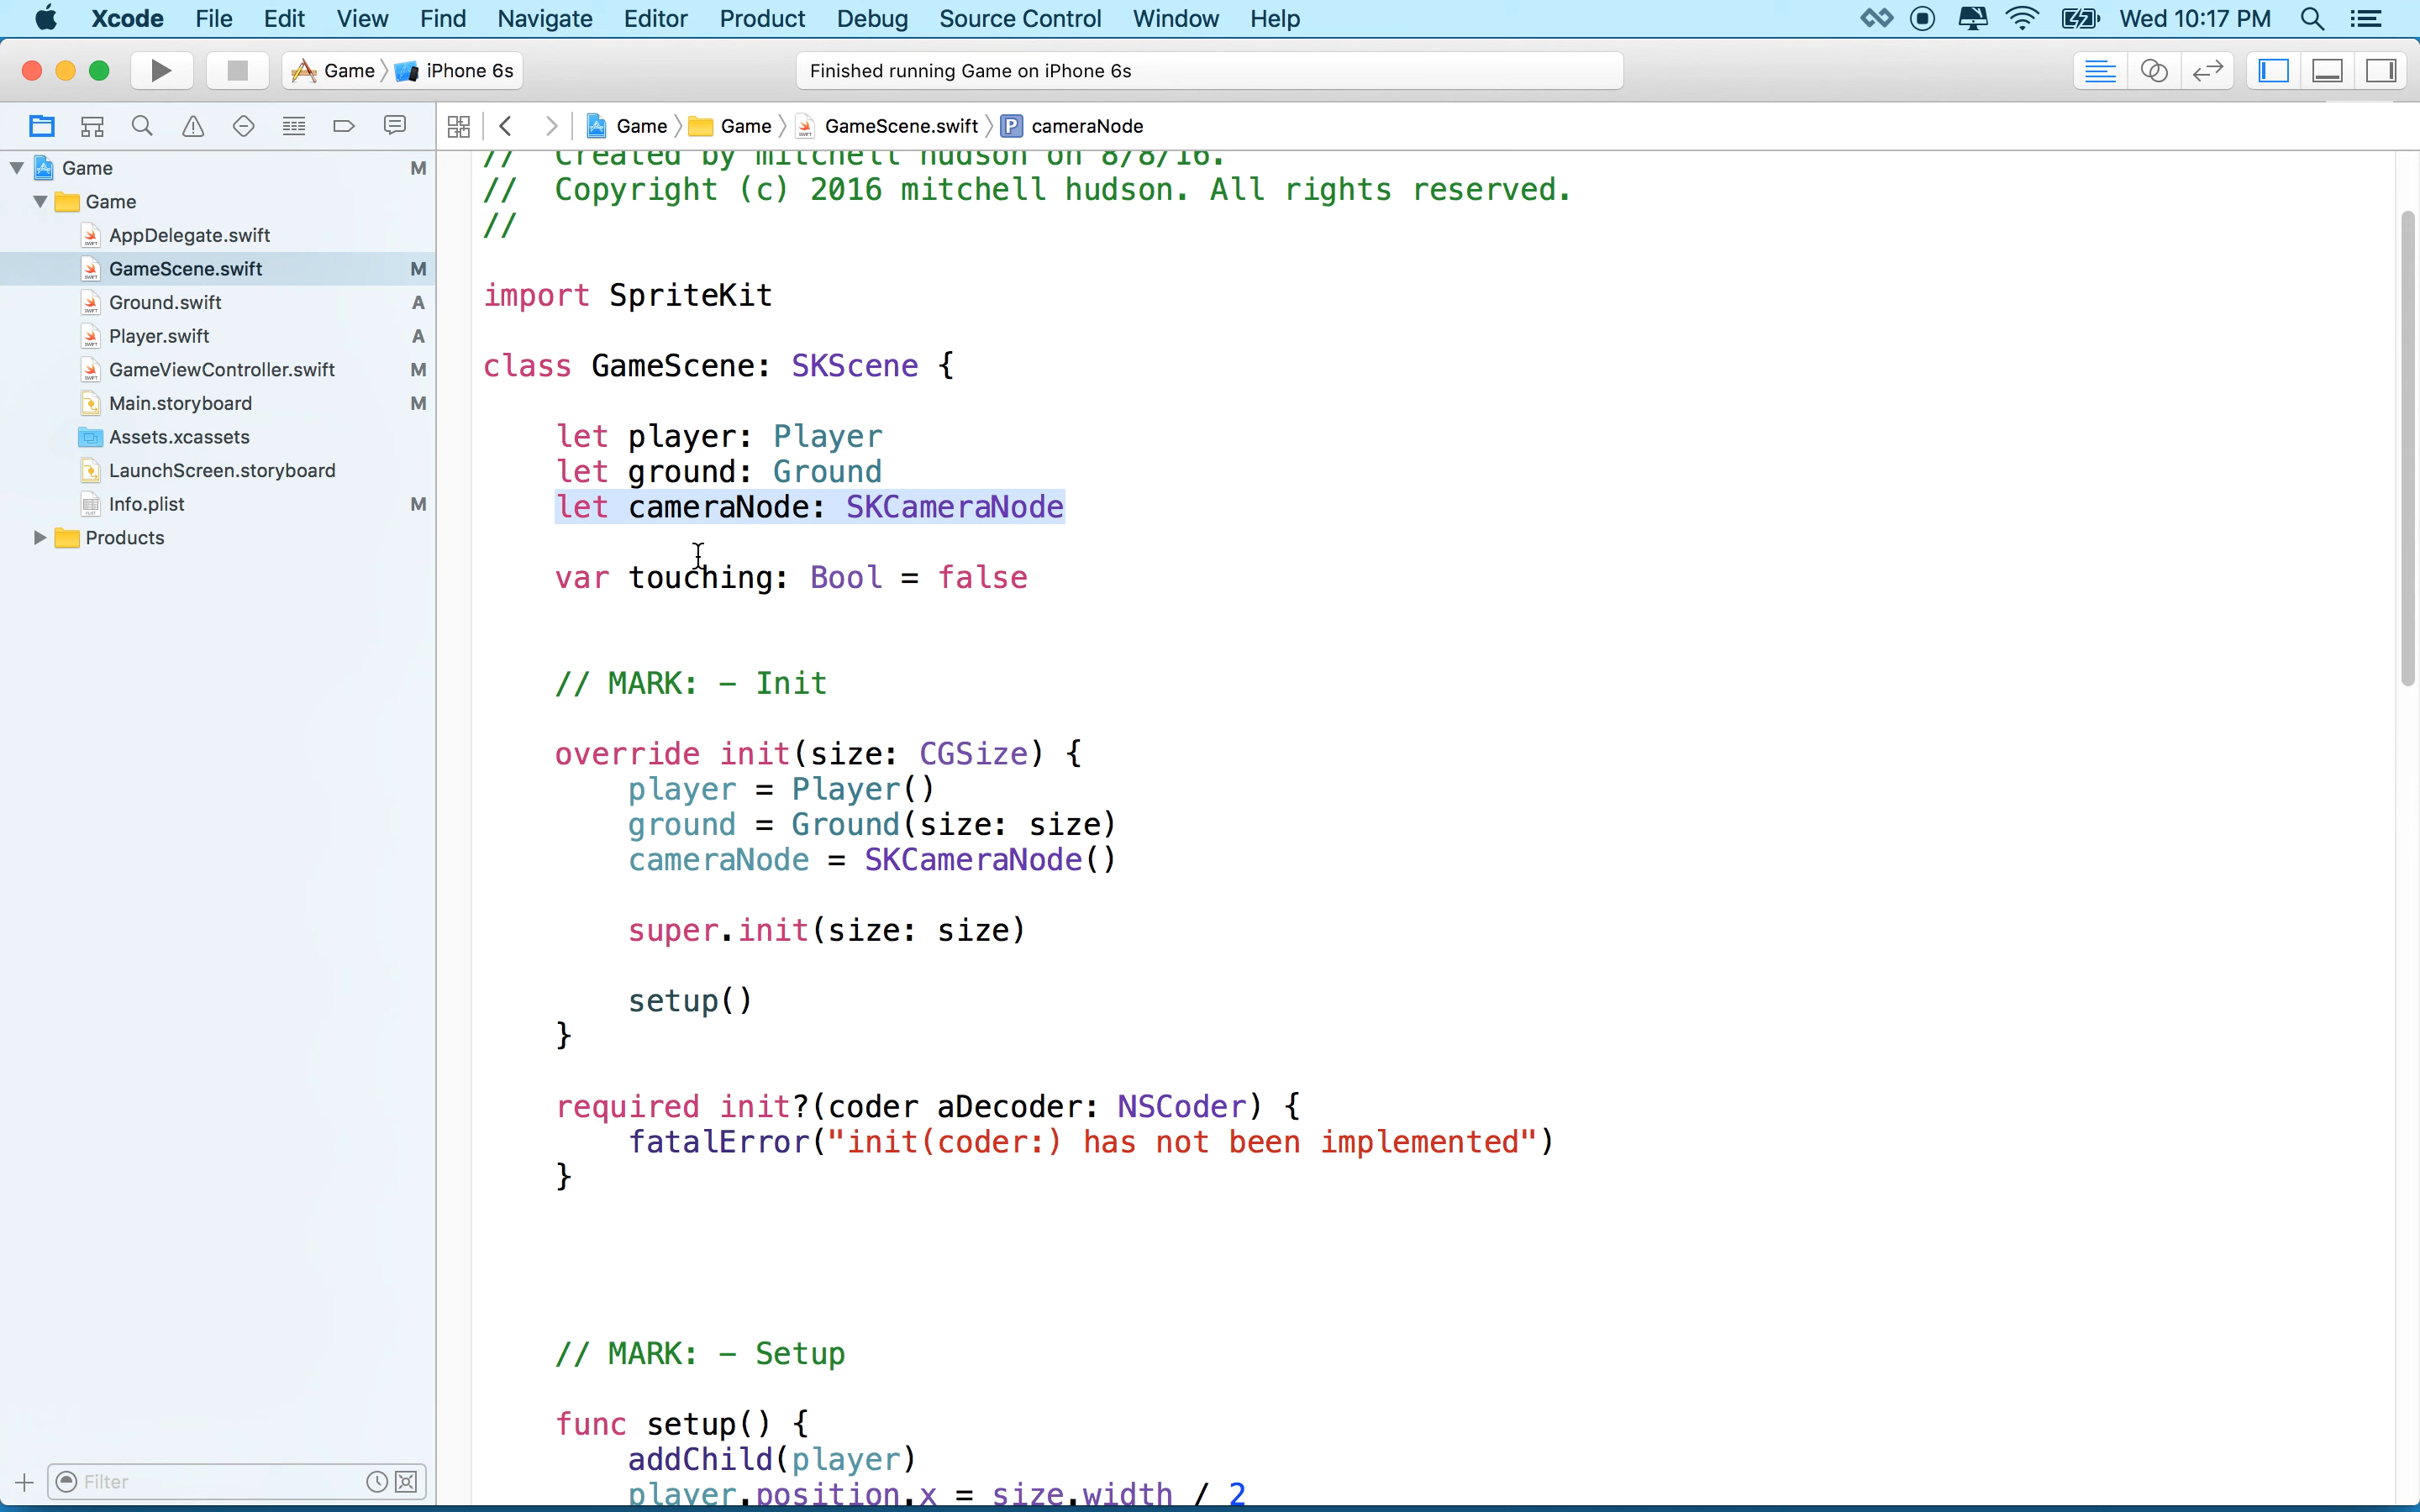 Xcode File Edit View Find Navigate Editor Product Debug Source Control Window Help Wed 10:17 PM
Game iPhone 6s Finished running Game on iPhone 6s
Game Game GameScene.swift P cameraNode
Game M
Game
AppDelegate.swift
GameScene.swift M
Ground.swift A
Player.swift A
GameViewController.swift M
Main.storyboard M
Assets.xcassets
LaunchScreen.storyboard
Info.plist M
Products
Filter
// Created by mitchell hudson on 8/8/16.
// Copyright (c) 2016 mitchell hudson. All rights reserved.
//
import SpriteKit
class GameScene: SKScene {
let player: Player
let ground: Ground
let cameraNode: SKCameraNode
var touching: Bool = false
// MARK: - Init
override init(size: CGSize) {
player = Player()
ground = Ground(size: size)
cameraNode = SKCameraNode()
super.init(size: size)
setup()
}
required init?(coder aDecoder: NSCoder) {
fatalError("init(coder:) has not been implemented")
}
// MARK: - Setup
func setup() {
addChild(player)
player.position.x = size.width / 2